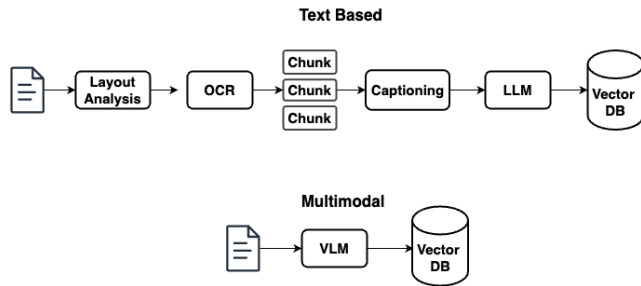 Text Based
Layout
Analysis
OCR
Chunk
Chunk
Chunk
Captioning
LLM
Vector
DB
Multimodal
VLM
Vector
DB